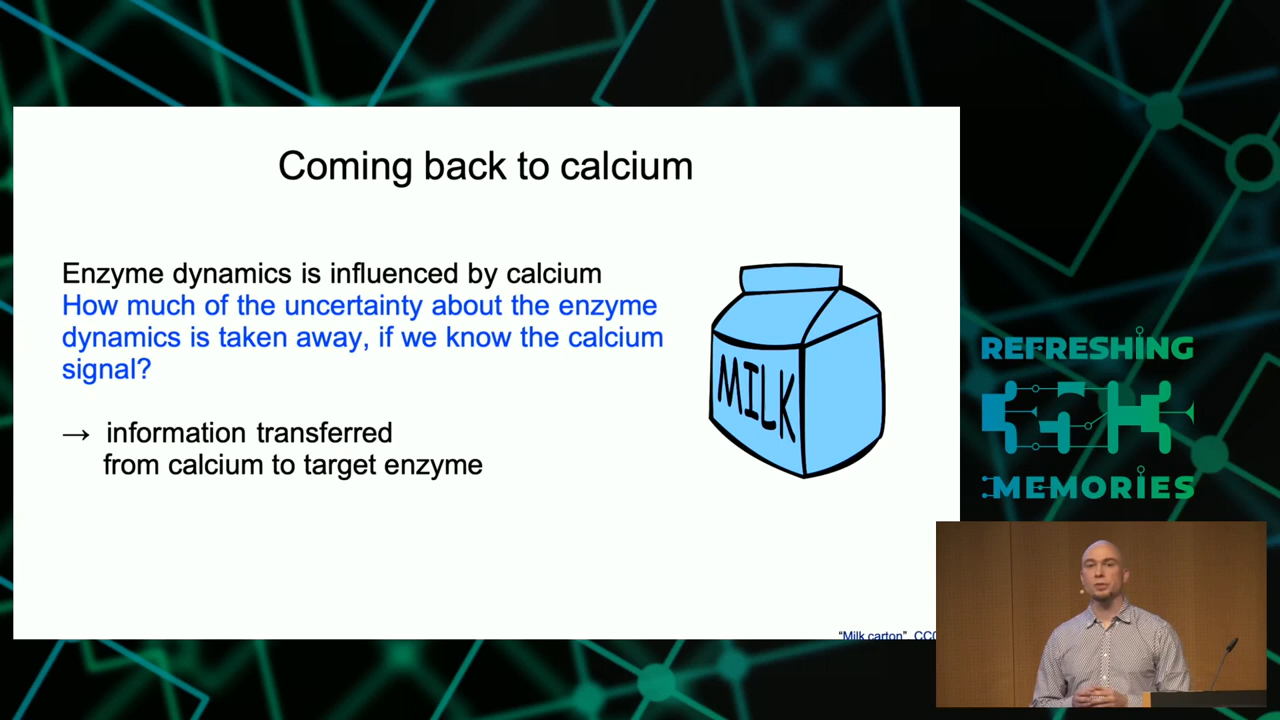 Coming back to calcium
Enzyme dynamics is influenced by calcium
How much of the uncertainty about the enzyme
dynamics is taken away, if we know the calcium
signal?
→ information transferred
from calcium to target enzyme
MILK
REFRESHING
MEMORIES
"Milk carton", CC0